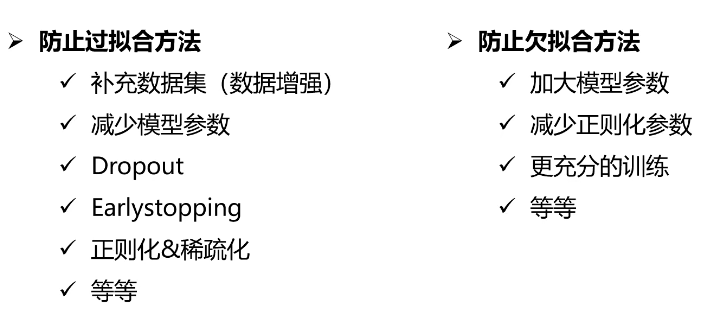 防止过拟合方法
补充数据集（数据增强）
减少模型参数
Dropout
Earlystopping
正则化&稀疏化
等等
防止欠拟合方法
加大模型参数
减少正则化参数
更充分的训练
等等